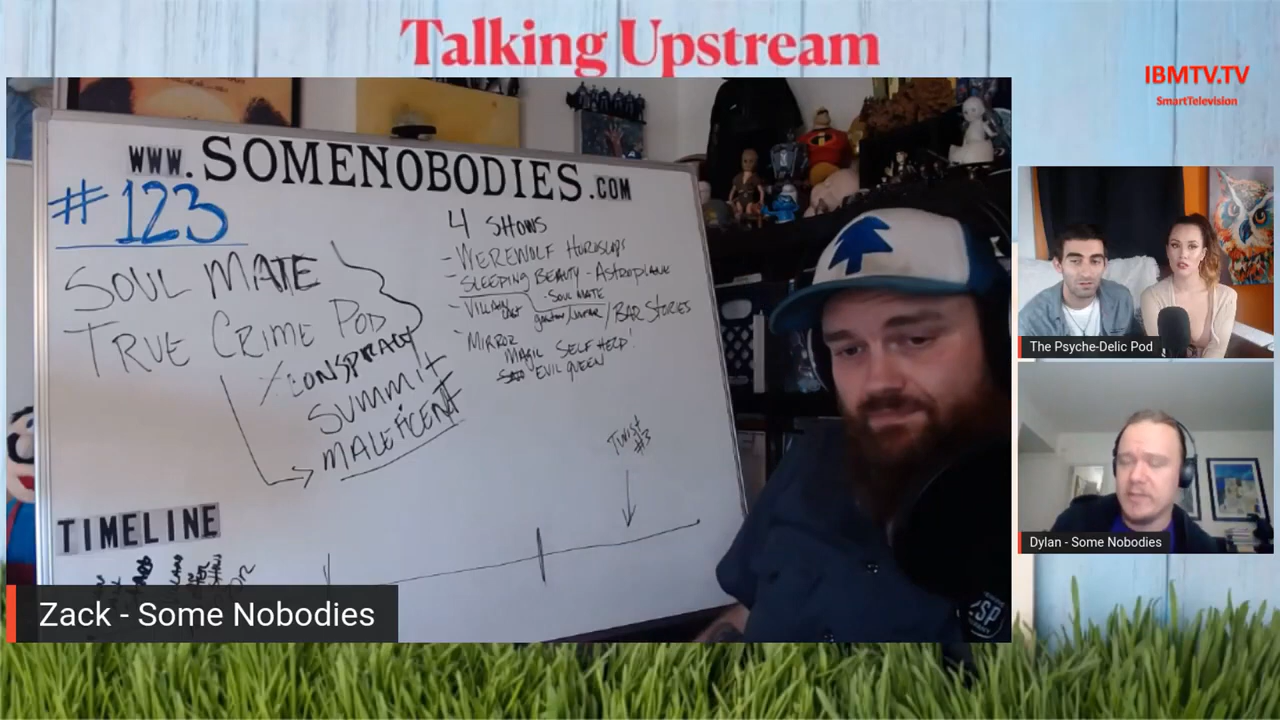 Talking Upstream
IBMTV.TV
SmartTelevision
WWW.SOMENOBODIES.COM
#123
SOUL MATE
TRUE CRIME POD
CONSPIRACY
SUMMIT
MALEFICENT
4 SHOWS
- WEREWOLF
- SLEEPING BEAUTY - ASTROPLANE
- VILLAIN
SOUL MATE
/ BAR STORIES
- MIRROR
MAGIC SELF HELP!
EVIL QUEEN
TWIST
#3
TIMELINE
SP
Zack - Some Nobodies
The Psyche-Delic Pod
Dylan - Some Nobodies